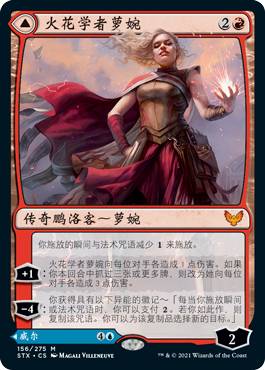 火花学者萝婉 2
传奇鹏洛客～萝婉
你施放的瞬间与法术咒语减少1来施放。
+1：火花学者萝婉向每位对手各造成1点伤害。如果你本回合中抓过三张或更多牌，则改为她向每位对手各造成3点伤害。
-4：你获得具有以下异能的徽记～「每当你施放瞬间或法术咒语时，你可以支付2。若你如此作，则复制该咒语。你可以为该复制品选择新的目标。」
威尔 4
2
156/275 M
STX • CS MAGALI VILLENEUVE
™ & © 2021 Wizards of the Coast